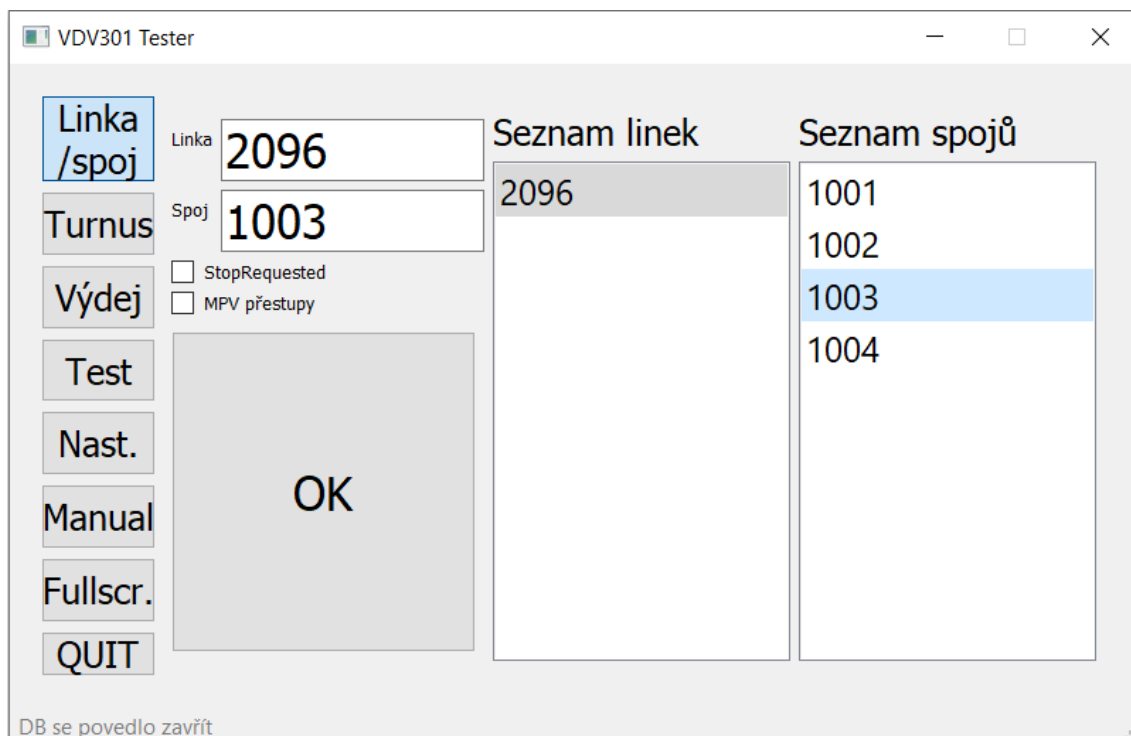 VDV301 Tester
Linka
/spoj
Turnus
Výdej
Test
Nast.
Manual
Fullscr.
QUIT
Linka
2096
Spoj
1003
StopRequested
MPV přestupy
OK
Seznam linek
2096
Seznam spojů
1001
1002
1003
1004
DB se povedlo zavřít